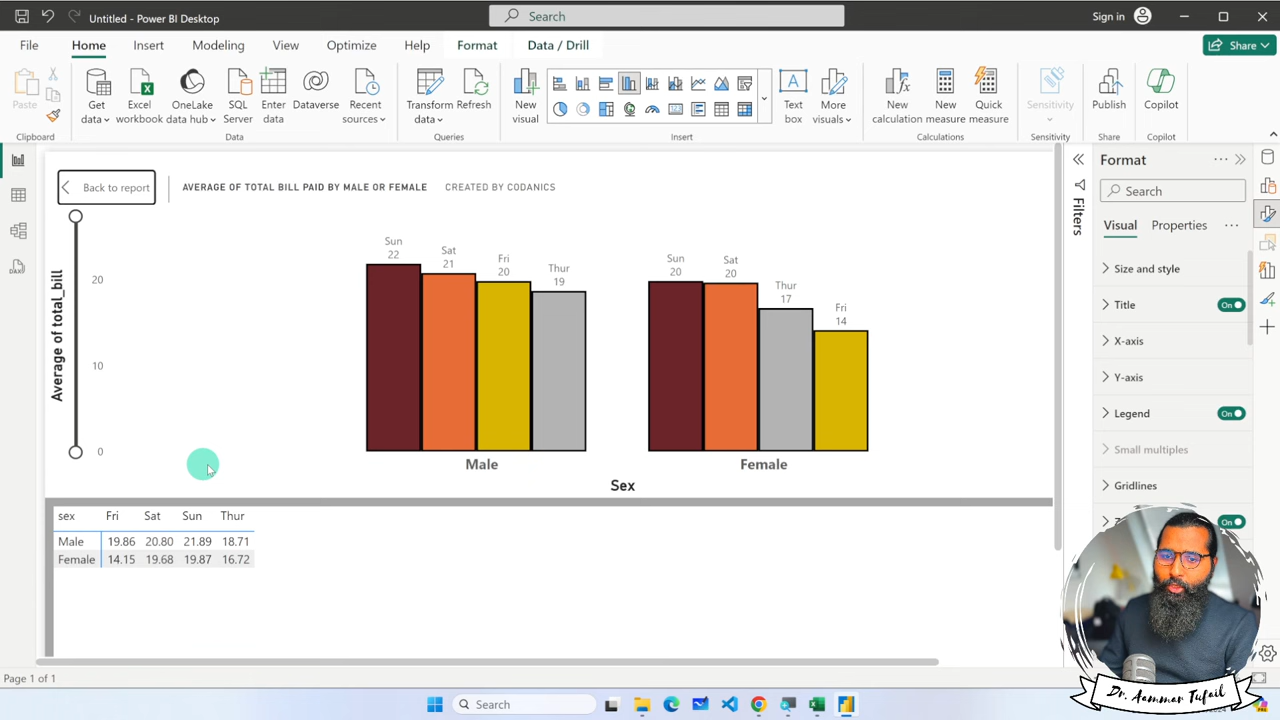 Untitled - Power BI Desktop
Search
Sign in
File
Home
Insert
Modeling
View
Optimize
Help
Format
Data / Drill
Share
Paste
Get data
Excel workbook
OneLake data hub
SQL Server
Enter data
Dataverse
Recent sources
Transform data
Refresh
New visual
Text box
More visuals
New calculation
New measure
Quick measure
Sensitivity
Publish
Copilot
Clipboard
Data
Queries
Insert
Calculations
Sensitivity
Share
Copilot
Back to report
AVERAGE OF TOTAL BILL PAID BY MALE OR FEMALE
CREATED BY CODANICS
Average of total_bill
20
10
0
Sun
22
Sat
21
Fri
20
Thur
19
Sun
20
Sat
20
Thur
17
Fri
14
Male
Female
Sex
sex Fri Sat Sun Thur
Male 19.86 20.80 21.89 18.71
Female 14.15 19.68 19.87 16.72
Filters
Format
Search
Visual
Properties
Size and style
Title
On
X-axis
Y-axis
Legend
On
Small multiples
Gridlines
On
Dr. Aammar Tufail
Page 1 of 1
Search